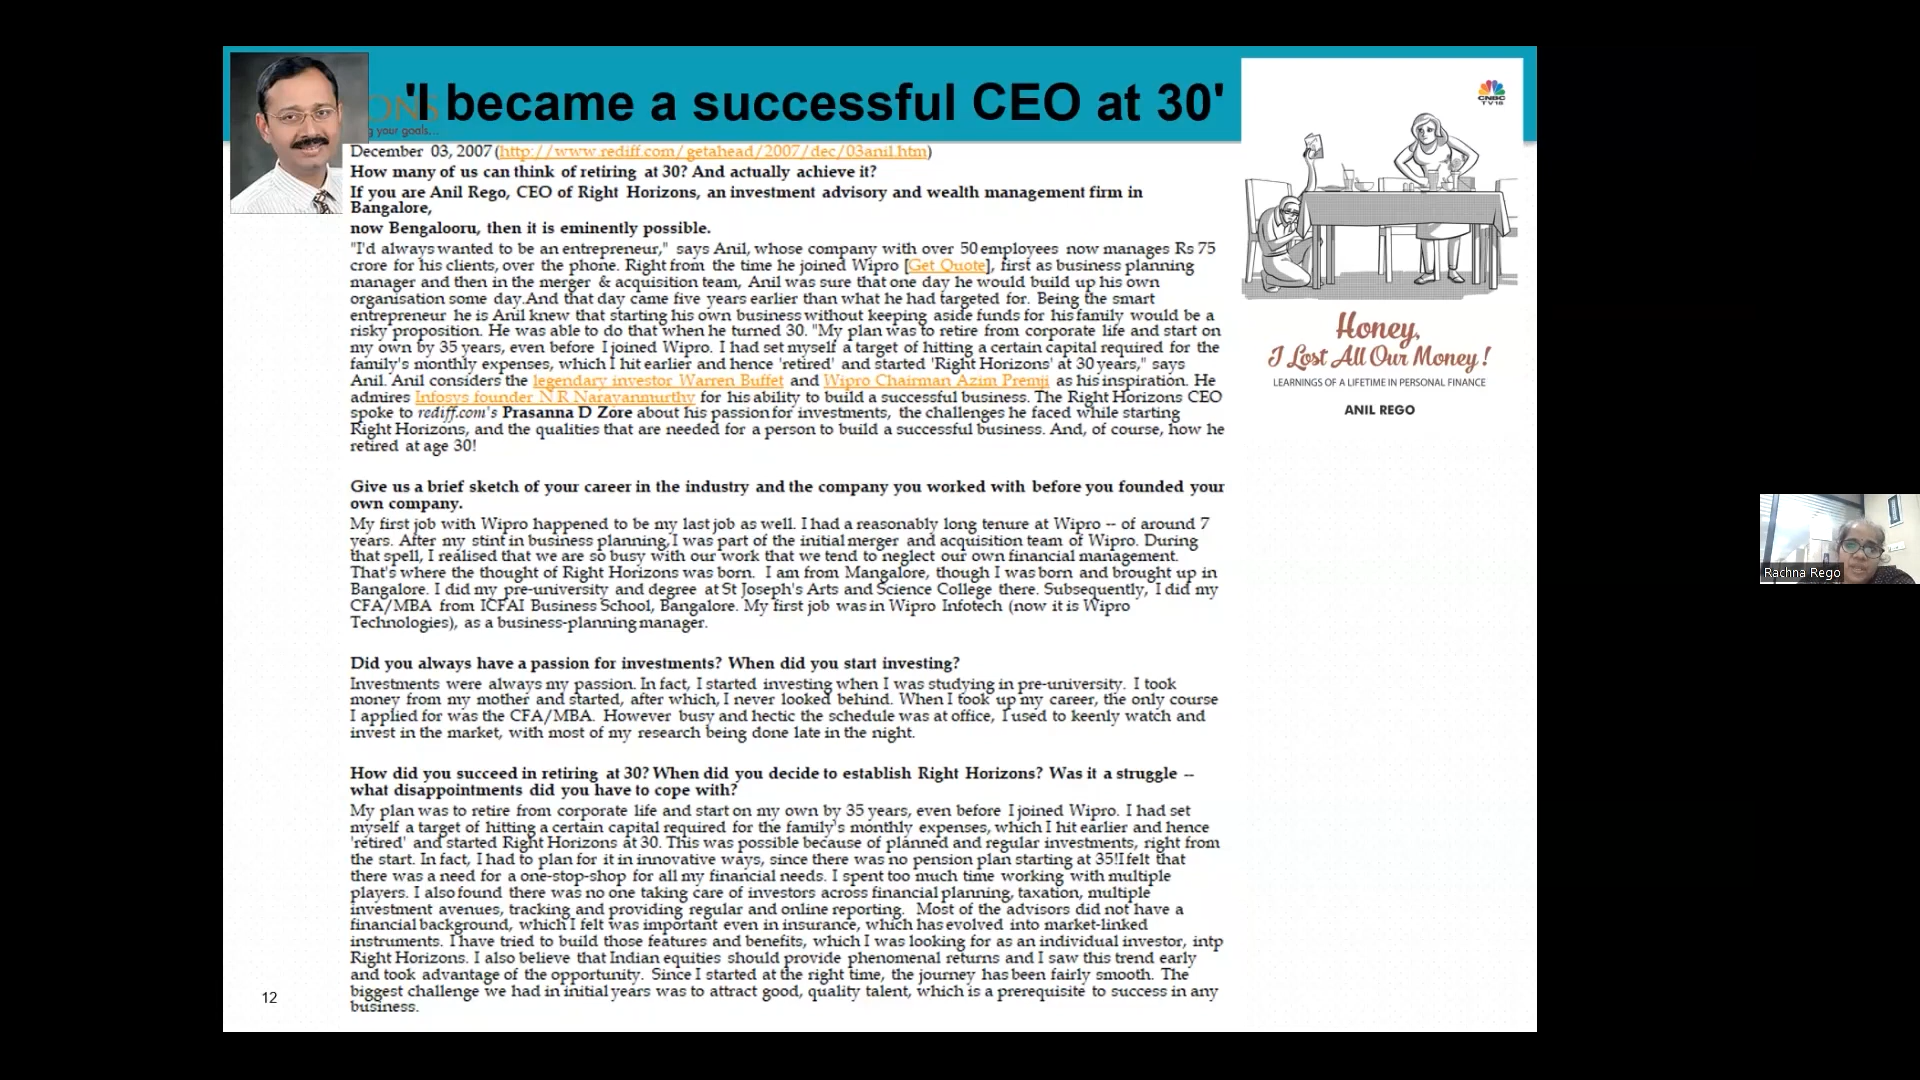 'I became a successful CEO at 30'
ONS
g your goals...
December 03, 2007 (http://www.rediff.com/getahead/2007/dec/03anil.htm)
How many of us can think of retiring at 30? And actually achieve it?
If you are Anil Rego, CEO of Right Horizons, an investment advisory and wealth management firm in
Bangalore,
now Bengalooru, then it is eminently possible.
"I'd always wanted to be an entrepreneur," says Anil, whose company with over 50 employees now manages Rs 75
crore for his clients, over the phone. Right from the time he joined Wipro [Get Quote], first as business planning
manager and then in the merger & acquisition team, Anil was sure that one day he would build up his own
organisation some day.And that day came five years earlier than what he had targeted for. Being the smart
entrepreneur he is Anil knew that starting his own business without keeping aside funds for his family would be a
risky proposition. He was able to do that when he turned 30. "My plan was to retire from corporate life and start on
my own by 35 years, even before I joined Wipro. I had set myself a target of hitting a certain capital required for the
family's monthly expenses, which I hit earlier and hence 'retired' and started 'Right Horizons' at 30 years," says
Anil. Anil considers the legendary investor Warren Buffet and Wipro Chairman Azim Premji as his inspiration. He
admires Infosys founder N R Narayanmurthy for his ability to build a successful business. The Right Horizons CEO
spoke to rediff.com's Prasanna D Zore about his passion for investments, the challenges he faced while starting
Right Horizons, and the qualities that are needed for a person to build a successful business. And, of course, how he
retired at age 30!
Give us a brief sketch of your career in the industry and the company you worked with before you founded your
own company.
My first job with Wipro happened to be my last job as well. I had a reasonably long tenure at Wipro -- of around 7
years. After my stint in business planning, I was part of the initial merger and acquisition team of Wipro. During
that spell, I realised that we are so busy with our work that we tend to neglect our own financial management.
That's where the thought of Right Horizons was born. I am from Mangalore, though I was born and brought up in
Bangalore. I did my pre-university and degree at St Joseph's Arts and Science College there. Subsequently, I did my
CFA/MBA from ICFAI Business School, Bangalore. My first job was in Wipro Infotech (now it is Wipro
Technologies), as a business-planning manager.
Did you always have a passion for investments? When did you start investing?
Investments were always my passion. In fact, I started investing when I was studying in pre-university. I took
money from my mother and started, after which, I never looked behind. When I took up my career, the only course
I applied for was the CFA/MBA. However busy and hectic the schedule was at office, I used to keenly watch and
invest in the market, with most of my research being done late in the night.
How did you succeed in retiring at 30? When did you decide to establish Right Horizons? Was it a struggle --
what disappointments did you have to cope with?
My plan was to retire from corporate life and start on my own by 35 years, even before I joined Wipro. I had set
myself a target of hitting a certain capital required for the family's monthly expenses, which I hit earlier and hence
'retired' and started Right Horizons at 30. This was possible because of planned and regular investments, right from
the start. In fact, I had to plan for it in innovative ways, since there was no pension plan starting at 35!I felt that
there was a need for a one-stop-shop for all my financial needs. I spent too much time working with multiple
players. I also found there was no one taking care of investors across financial planning, taxation, multiple
investment avenues, tracking and providing regular and online reporting. Most of the advisors did not have a
financial background, which I felt was important even in insurance, which has evolved into market-linked
instruments. I have tried to build those features and benefits, which I was looking for as an individual investor, intp
Right Horizons. I also believe that Indian equities should provide phenomenal returns and I saw this trend early
and took advantage of the opportunity. Since I started at the right time, the journey has been fairly smooth. The
biggest challenge we had in initial years was to attract good, quality talent, which is a prerequisite to success in any
business.
12
CNBC
TV18
Honey,
I Lost All Our Money!
LEARNINGS OF A LIFETIME IN PERSONAL FINANCE
ANIL REGO
Rachna Rego